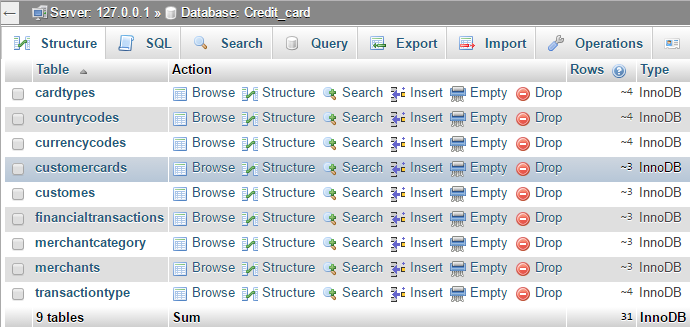 ← Server: 127.0.0.1 » Database: Credit_card
Structure SQL Search Query Export Import Operations
Table Action Rows Type
cardtypes Browse Structure Search Insert Empty Drop ~4 InnoDB
countrycodes Browse Structure Search Insert Empty Drop ~4 InnoDB
currencycodes Browse Structure Search Insert Empty Drop ~4 InnoDB
customercards Browse Structure Search Insert Empty Drop ~3 InnoDB
customes Browse Structure Search Insert Empty Drop ~3 InnoDB
financialtransactions Browse Structure Search Insert Empty Drop ~3 InnoDB
merchantcategory Browse Structure Search Insert Empty Drop ~3 InnoDB
merchants Browse Structure Search Insert Empty Drop ~3 InnoDB
transactiontype Browse Structure Search Insert Empty Drop ~4 InnoDB
9 tables Sum 31 InnoDB